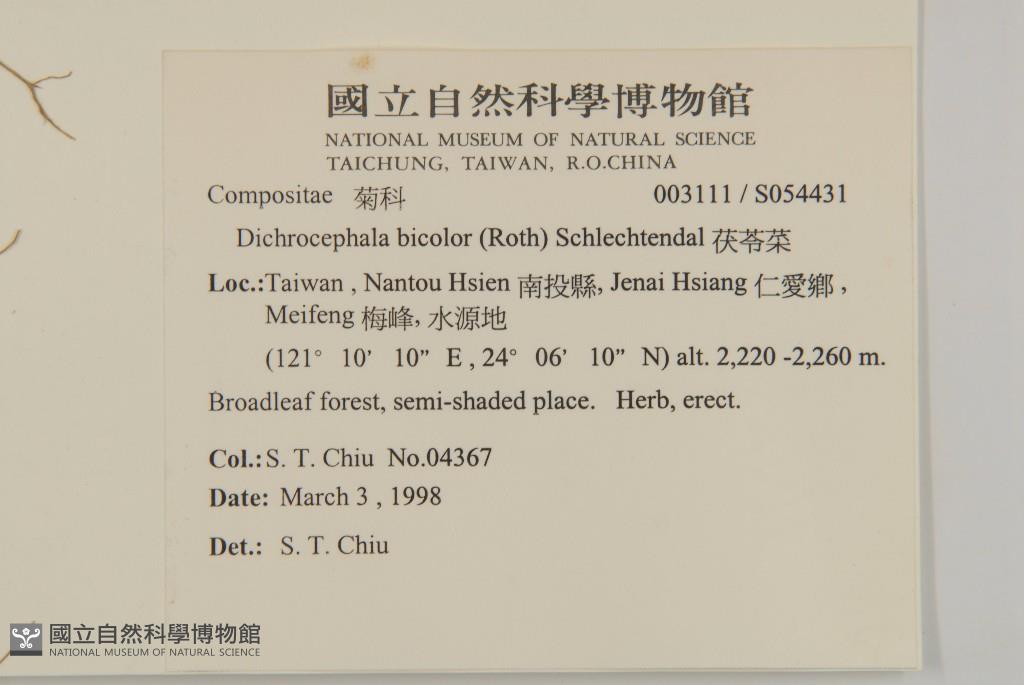 國立自然科學博物館
NATIONAL MUSEUM OF NATURAL SCIENCE
TAICHUNG, TAIWAN, R.O.CHINA
Compositae 菊科 003111 / S054431
Dichrocephala bicolor (Roth) Schlechtendal 茯苓菜
Loc.:Taiwan , Nantou Hsien 南投縣, Jenai Hsiang 仁愛鄉 ,
Meifeng 梅峰, 水源地
(121° 10’ 10” E , 24° 06’ 10” N) alt. 2,220 -2,260 m.
Broadleaf forest, semi-shaded place. Herb, erect.
Col.: S. T. Chiu No.04367
Date: March 3 , 1998
Det.: S. T. Chiu
國立自然科學博物館
NATIONAL MUSEUM OF NATURAL SCIENCE